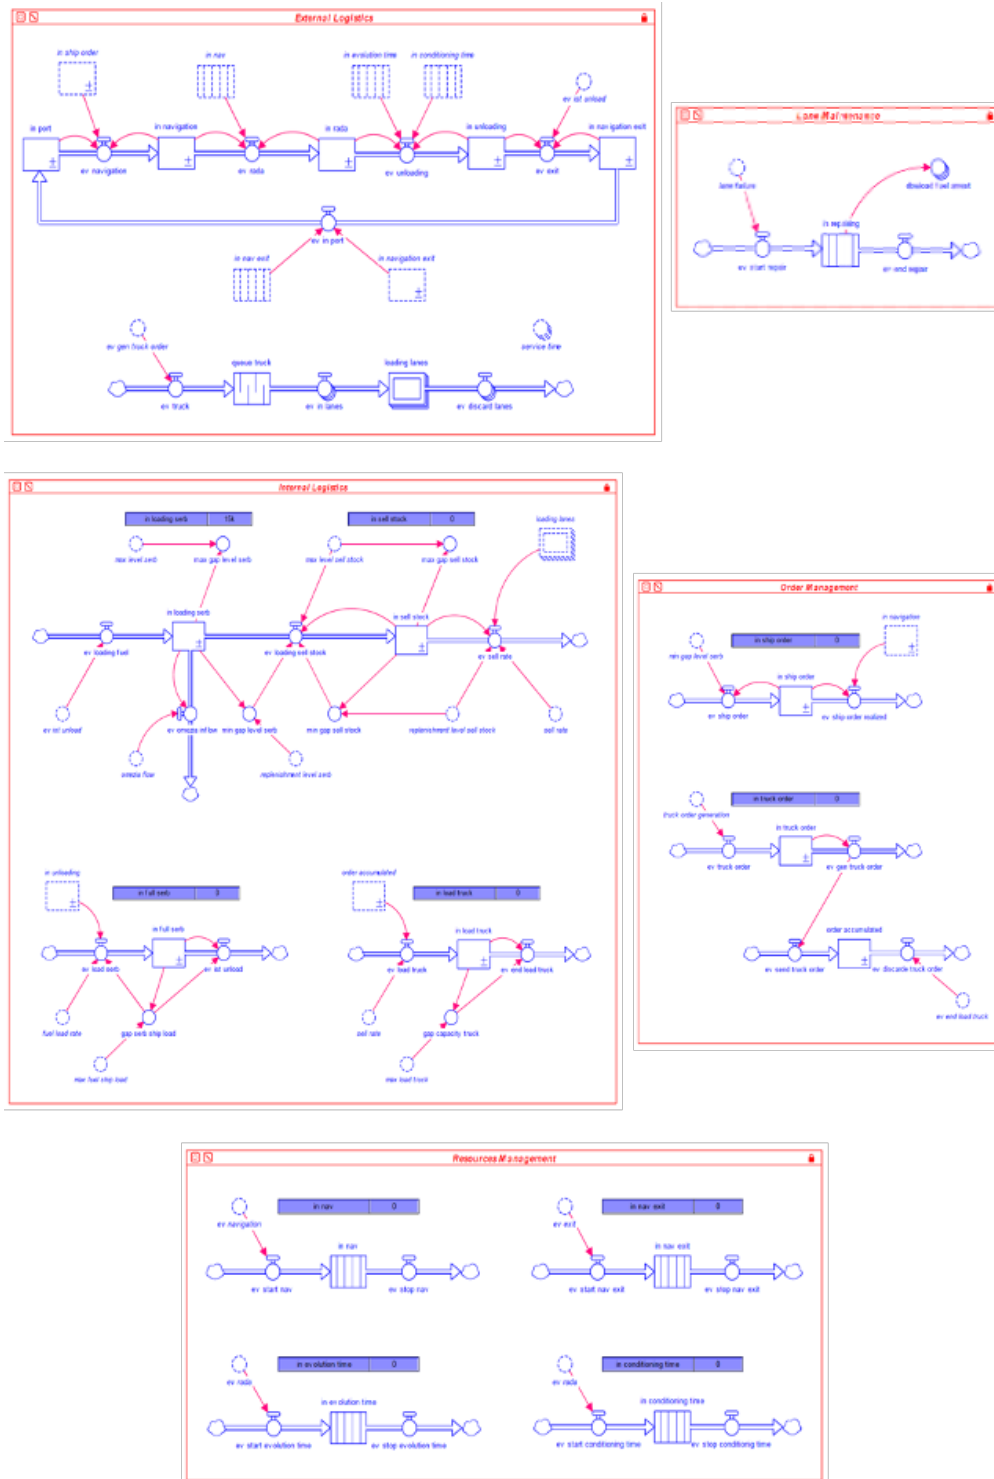 External Logistics
in ship order
in nav
in evolution time
in conditioning time
ev ist unload
in port
in navigation
in rada
in unloading
in navigation exit
ev navigation
ev rada
ev unloading
ev exit
ev in port
in nav exit
in navigation exit
ev gen truck order
service time
queue truck
loading lanes
ev truck
ev in lanes
ev discard lanes
Lane Maintenance
lane failure
in repairing
ev start repair
ev end repair
Internal Logistics
in loading serb
15k
in sell stock
0
loading lanes
max level serb
max gap level serb
max level sell stock
max gap sell stock
in loading serb
in sell stock
ev loading fuel
ev loading sell stock
ev sell rate
ev ist unload
min gap level serb
min gap sell stock
replenishment level sell stock
sell rate
replenishment level serb
in unloading
in full serb
0
order accumulated
in load truck
0
in full serb
in load truck
ev load serb
ev ist unload
ev load truck
ev end load truck
fuel load rate
gap serb ship load
sell rate
gap capacity truck
max fuel ship load
max load truck
Order Management
in navigation
min gap level serb
in ship order
0
in ship order
ev ship order
ev ship order realized
truck order generation
in truck order
0
in truck order
ev truck order
ev gen truck order
order accumulated
ev send truck order
ev discarde truck order
ev end load truck
Resources Management
ev navigation
in nav
0
ev exit
in nav exit
0
in nav
in nav exit
ev start nav
ev stop nav
ev start nav exit
ev stop nav exit
ev rada
in evolution time
0
ev rada
in conditioning time
0
in evolution time
in conditioning time
ev start evolution time
ev stop evolution time
ev start conditioning time
ev stop conditiong time